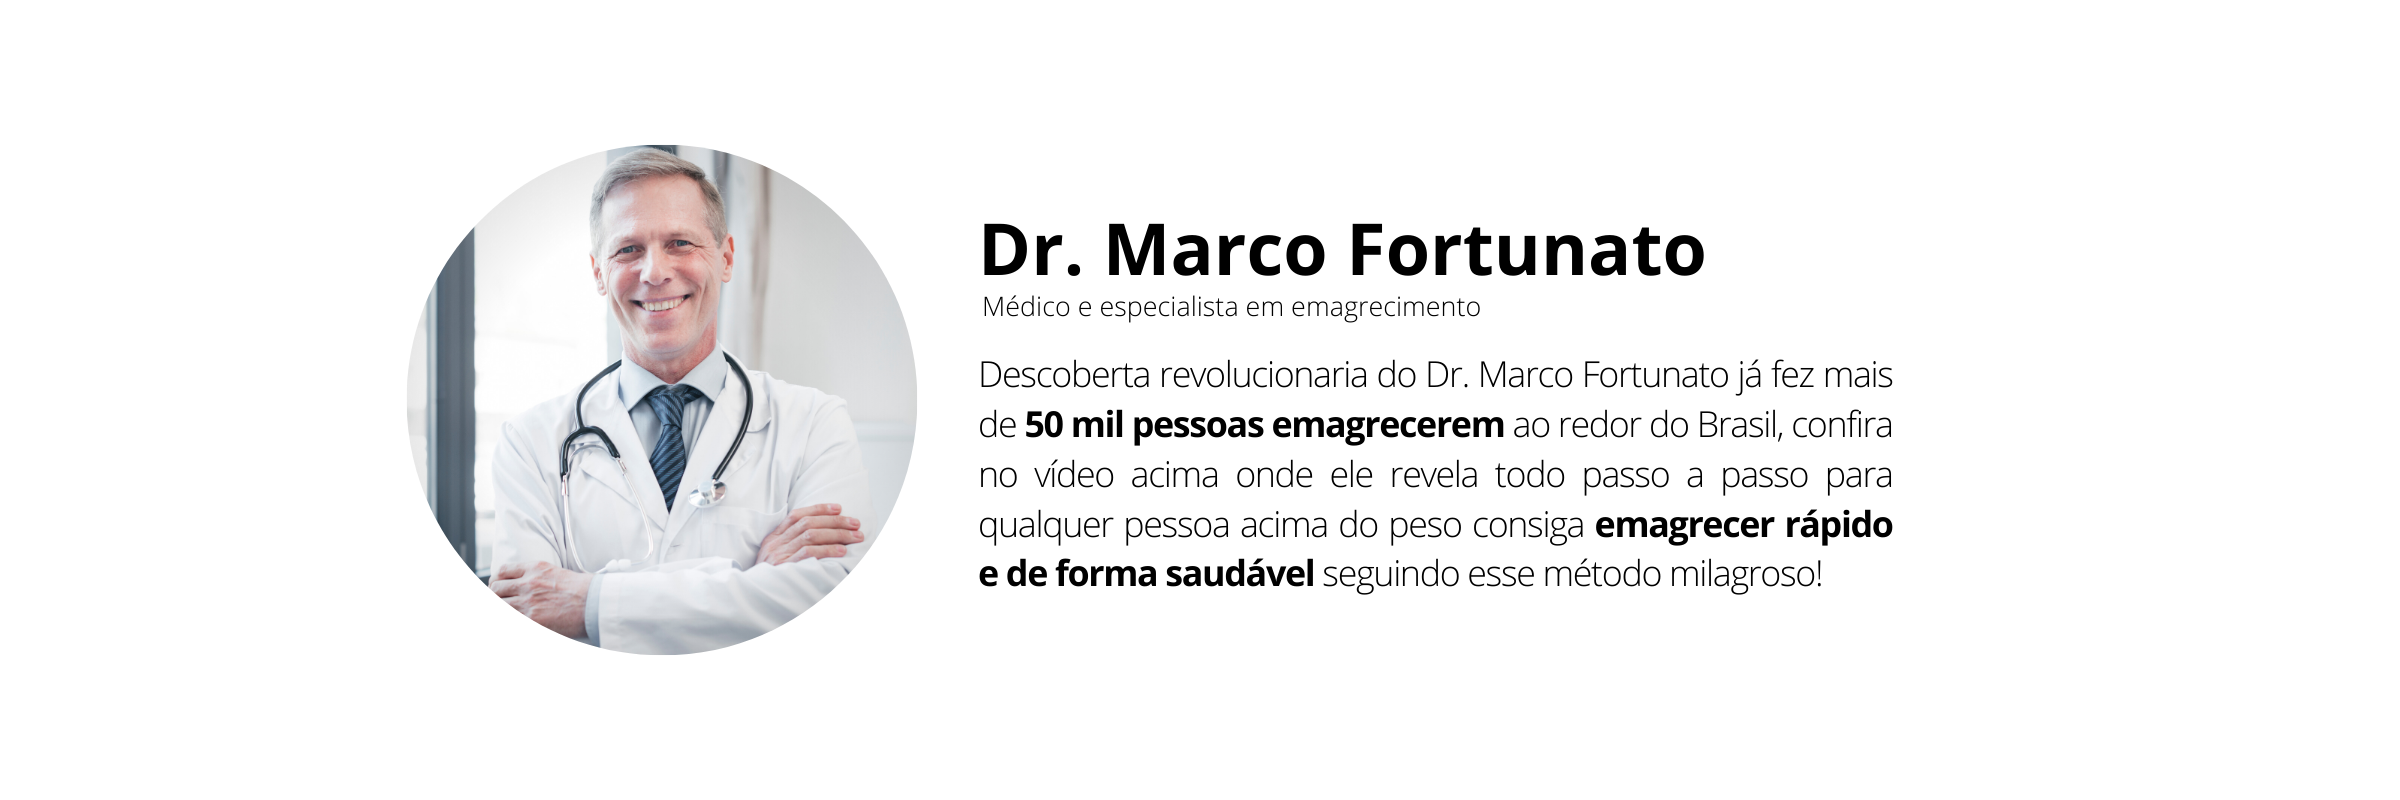 Dr. Marco Fortunato
Médico e especialista em emagrecimento
Descoberta revolucionaria do Dr. Marco Fortunato já fez mais
de 50 mil pessoas emagrecerem ao redor do Brasil, confira
no vídeo acima onde ele revela todo passo a passo para
qualquer pessoa acima do peso consiga emagrecer rápido
e de forma saudável seguindo esse método milagroso!